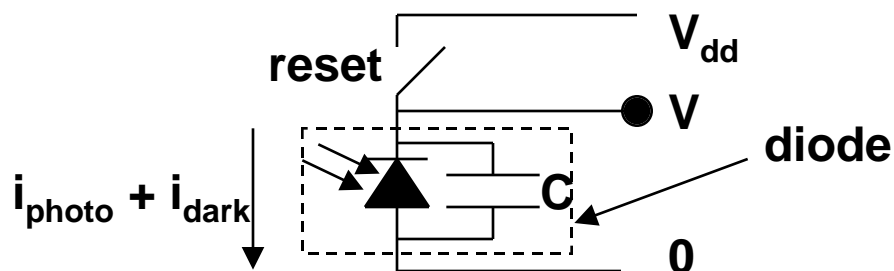 V_dd
reset
V
diode
i_photo + i_dark
C
0